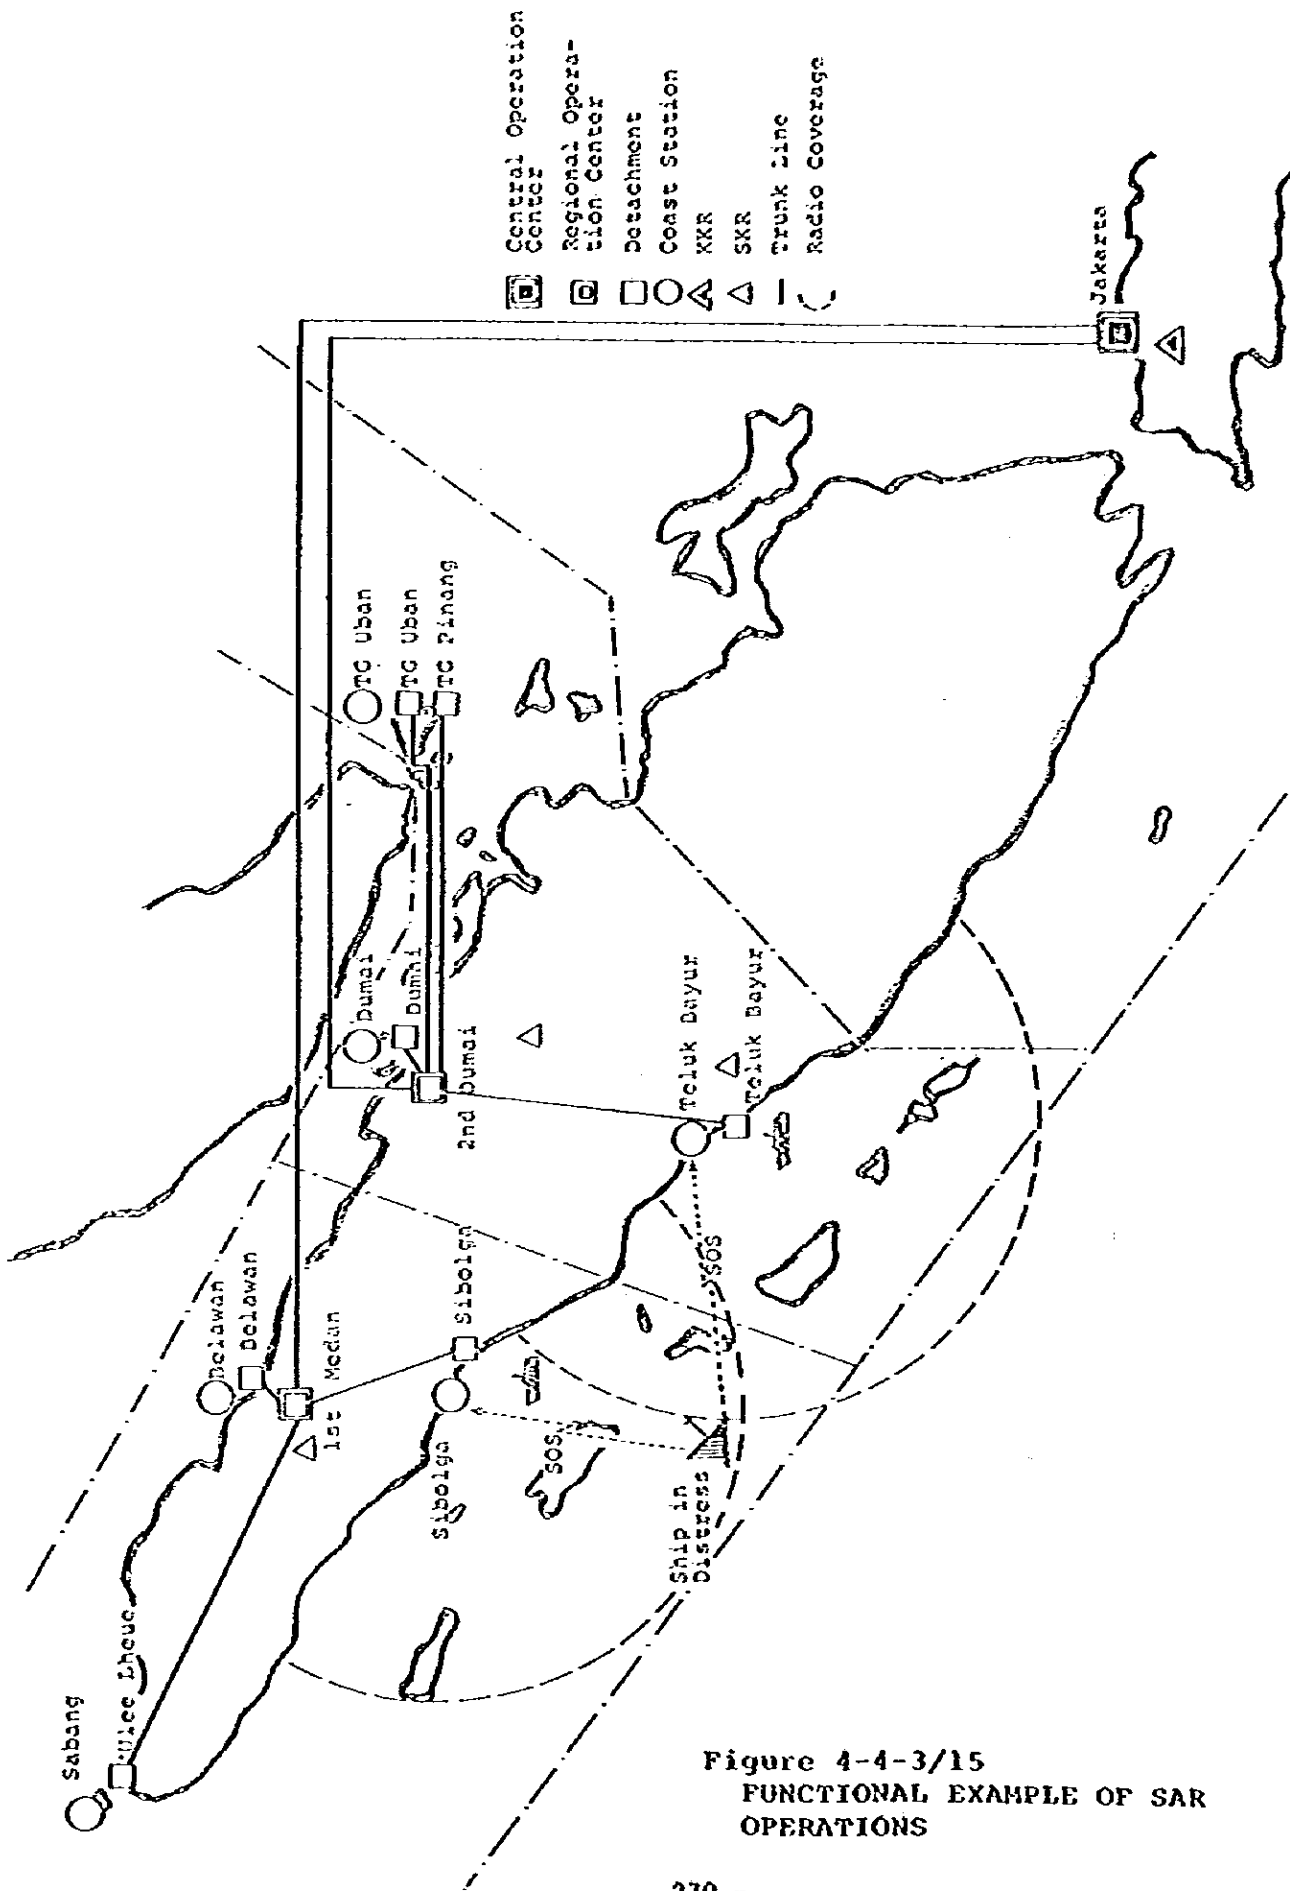 Central Operation
Center
Regional Opera-
tion Center
Detachment
Coast Station
KKR
SKR
Trunk Line
Radio Coverage
Sabang
Ulee Lheue
Belawan
Belawan
1st Medan
Sibolga
Sibolga
SOS
SOS
Ship in
Distress
Dumai
Dumai
2nd Dumai
Teluk Bayur
Teluk Bayur
TG Uban
TG Uban
TG Pinang
Jakarta
Figure 4-4-3/15
FUNCTIONAL EXAMPLE OF SAR
OPERATIONS